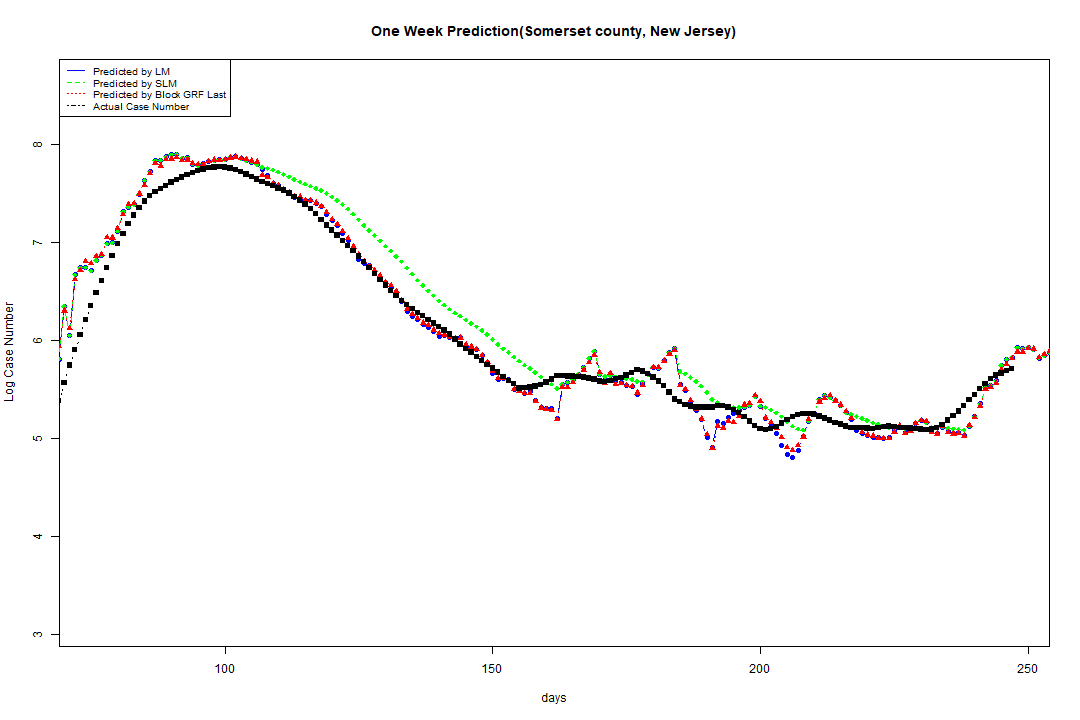 One Week Prediction(Somerset county, New Jersey)
Predicted by LM
Predicted by SLM
Predicted by Block GRF Last
Actual Case Number
Log Case Number
8
7
6
5
4
3
100 150 200 250
days